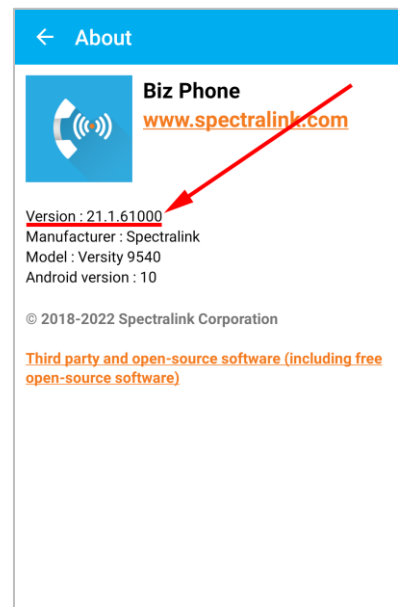 ← About
Biz Phone
www.spectralink.com
Version : 21.1.61000
Manufacturer : Spectralink
Model : Versity 9540
Android version : 10
© 2018-2022 Spectralink Corporation
Third party and open-source software (including free
open-source software)